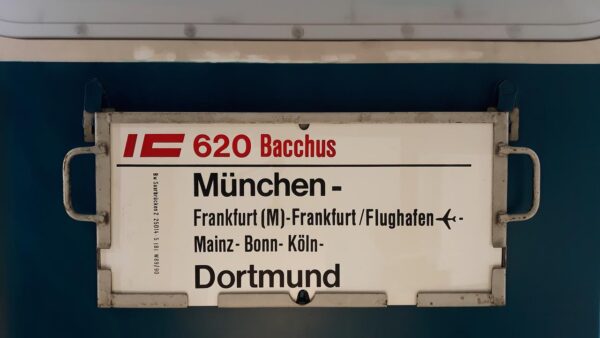 IC 620 Bacchus
München -
Frankfurt (M)-Frankfurt/Flughafen -
Mainz- Bonn- Köln-
Dortmund